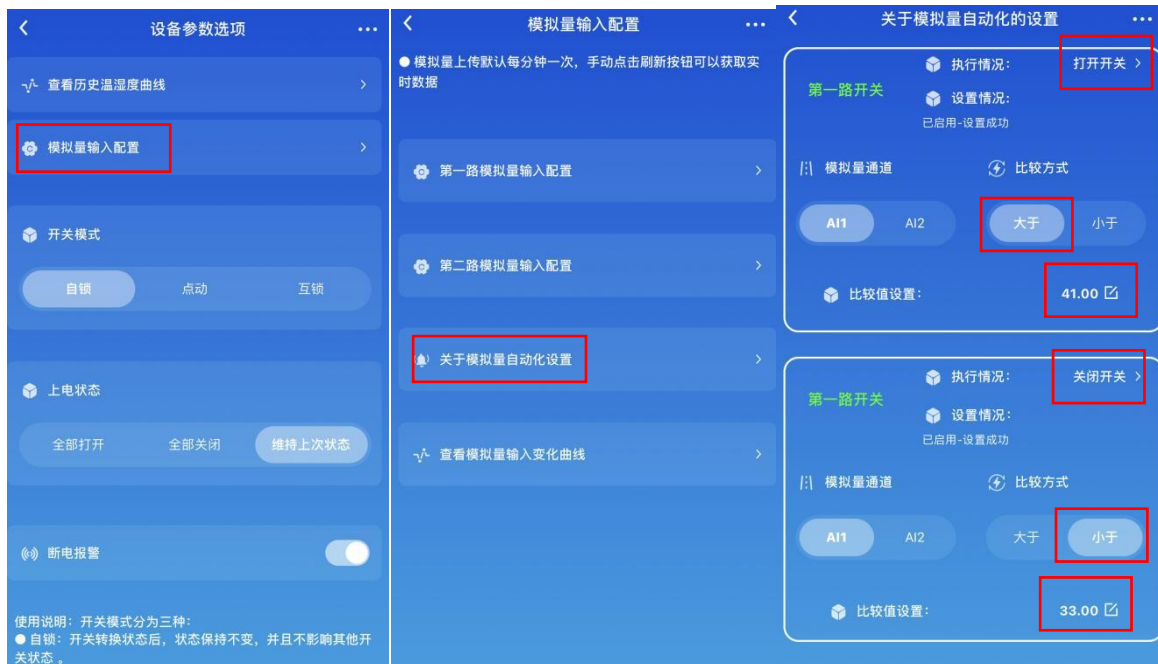 设备参数选项
查看历史温湿度曲线
模拟量输入配置
开关模式
自锁 点动 互锁
上电状态
全部打开 全部关闭 维持上次状态
断电报警
使用说明：开关模式分为三种：
●自锁：开关转换状态后，状态保持不变，并且不影响其他开
关状态 。
模拟量输入配置
●模拟量上传默认每分钟一次，手动点击刷新按钮可以获取实
时数据
第一路模拟量输入配置
第二路模拟量输入配置
关于模拟量自动化设置
查看模拟量输入变化曲线
关于模拟量自动化的设置
执行情况： 打开开关
第一路开关
设置情况：
已启用-设置成功
模拟量通道 比较方式
AI1 AI2 大于 小于
比较值设置： 41.00
执行情况： 关闭开关
第一路开关
设置情况：
已启用-设置成功
模拟量通道 比较方式
AI1 AI2 大于 小于
比较值设置： 33.00